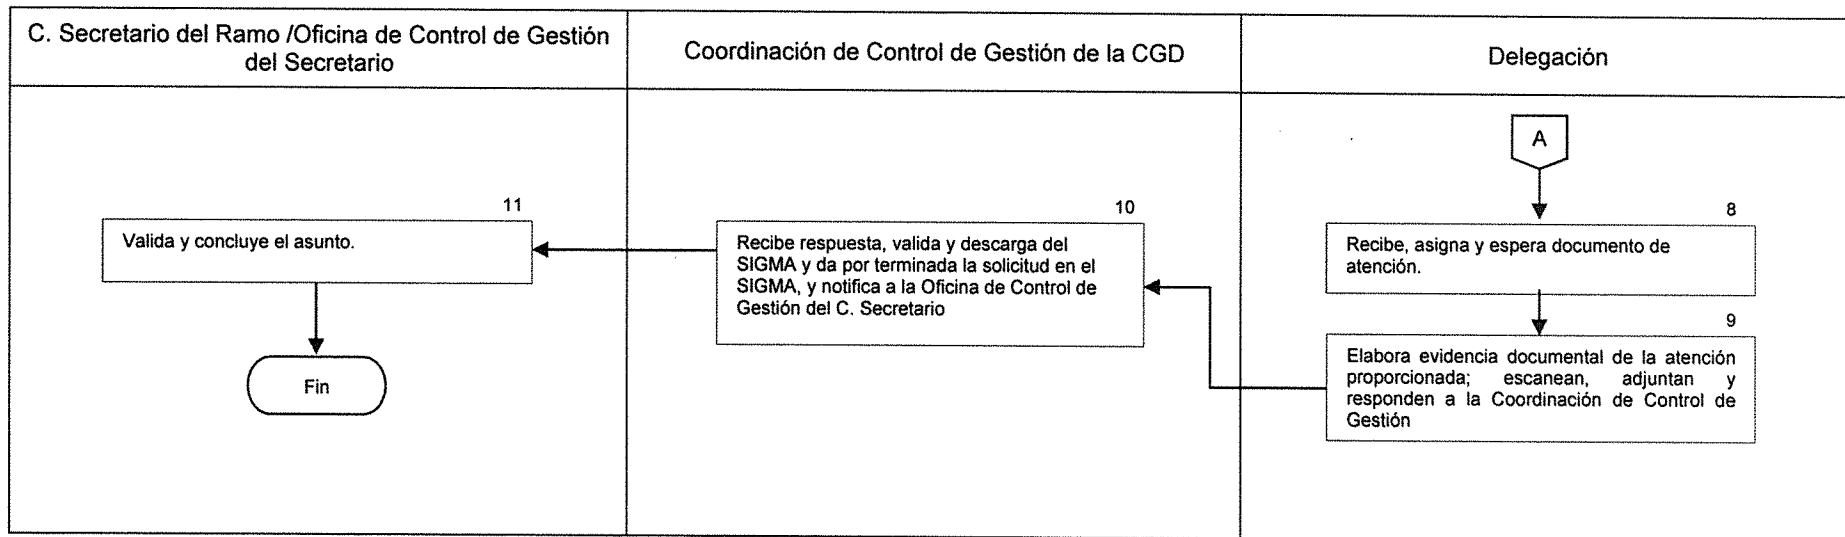 C. Secretario del Ramo /Oficina de Control de Gestión
del Secretario
Coordinación de Control de Gestión de la CGD
Delegación
A
8
Recibe, asigna y espera documento de
atención.
9
Elabora evidencia documental de la atención
proporcionada; escanean, adjuntan y
responden a la Coordinación de Control de
Gestión
10
Recibe respuesta, valida y descarga del
SIGMA y da por terminada la solicitud en el
SIGMA, y notifica a la Oficina de Control de
Gestión del C. Secretario
11
Valida y concluye el asunto.
Fin